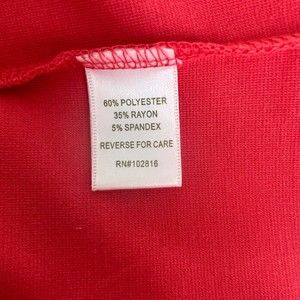 60% POLYESTER
35% RAYON
5% SPANDEX
REVERSE FOR CARE
RN#102816